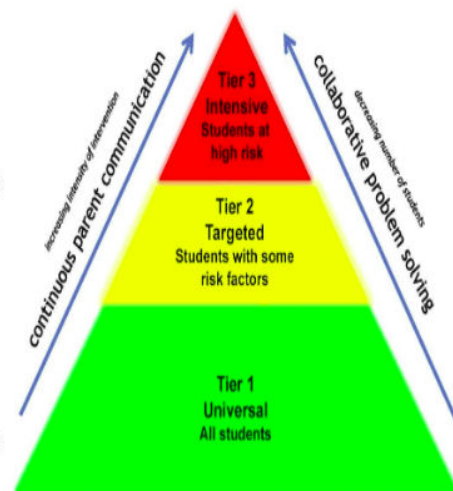 continuous parent communication
increasing intensity of intervention
Tier 3
Intensive
Students at
high risk
decreasing number of students
collaborative problem solving
Tier 2
Targeted
Students with some
risk factors
Tier 1
Universal
All students